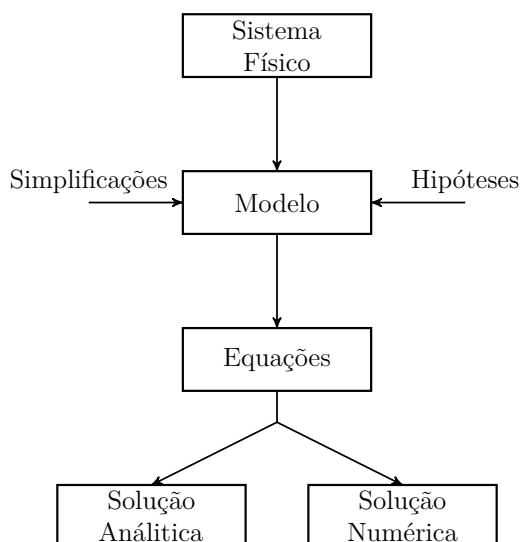 Sistema
Físico
Simplificações
Hipóteses
Modelo
Equações
Solução
Análitica
Solução
Numérica